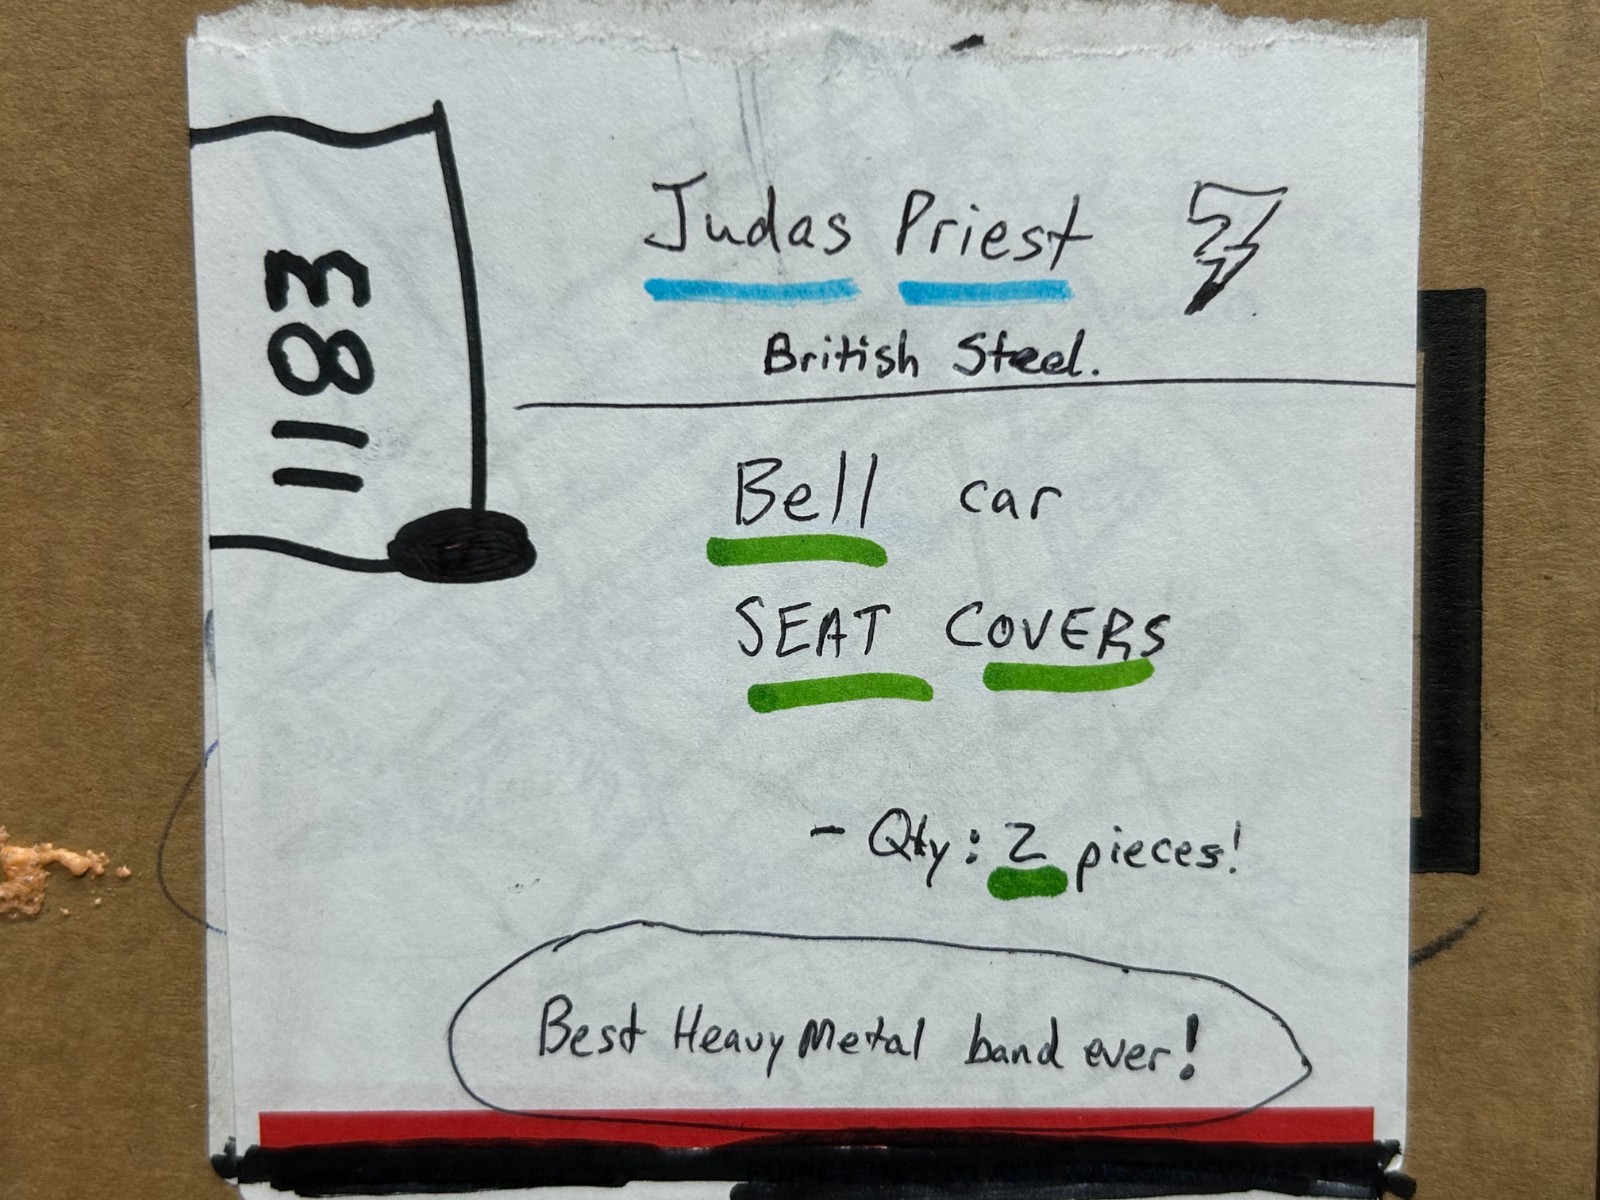 1183
Judas Priest
British Steel.
Bell car
SEAT COVERS
- Qty: 2 pieces!
Best Heavy Metal band ever!